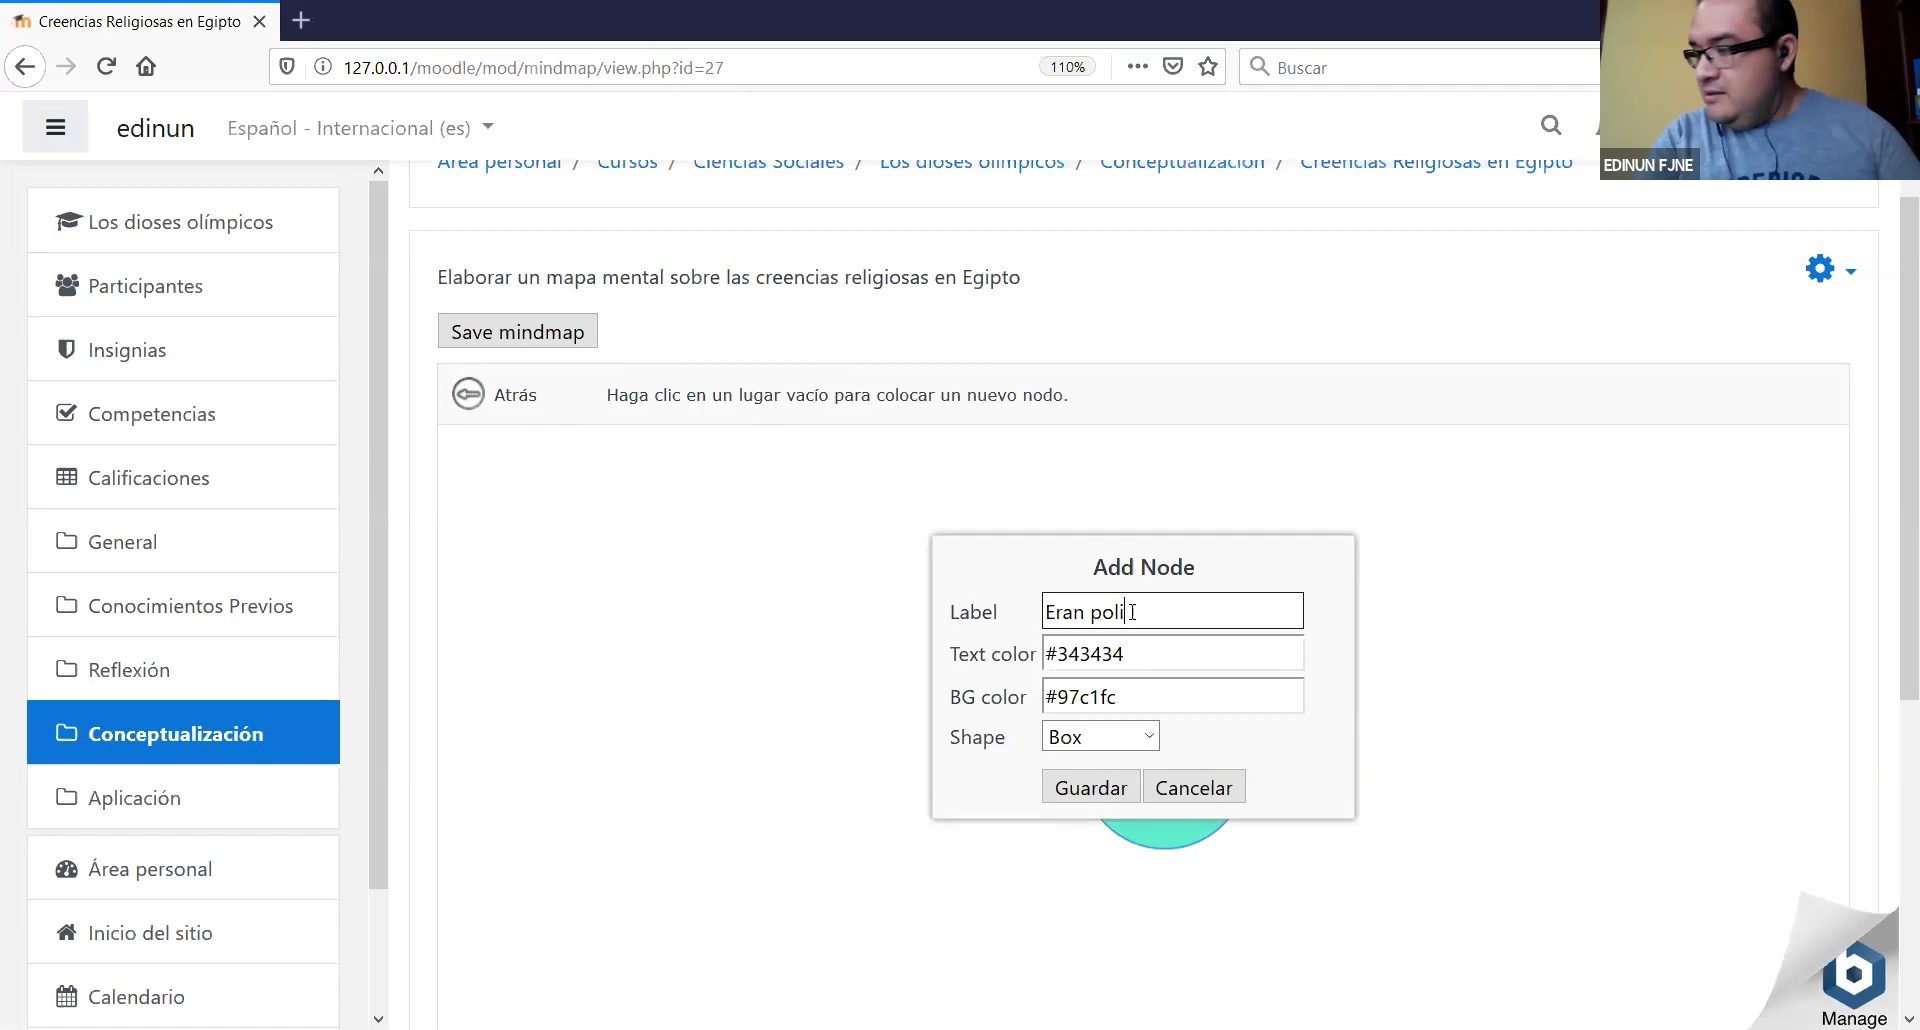 Creencias Religiosas en Egipto
127.0.0.1/moodle/mod/mindmap/view.php?id=27
110%
Buscar
edinun
Español - Internacional (es)
EDINUN FJNE
Área personal / Cursos / Ciencias Sociales / Los dioses olímpicos / Conceptualización / Creencias Religiosas en Egipto
Los dioses olímpicos
Participantes
Insignias
Competencias
Calificaciones
General
Conocimientos Previos
Reflexión
Conceptualización
Aplicación
Área personal
Inicio del sitio
Calendario
Elaborar un mapa mental sobre las creencias religiosas en Egipto
Save mindmap
Atrás
Haga clic en un lugar vacío para colocar un nuevo nodo.
Add Node
Label Eran poli
Text color #343434
BG color #97c1fc
Shape Box
Guardar Cancelar
b
Manage